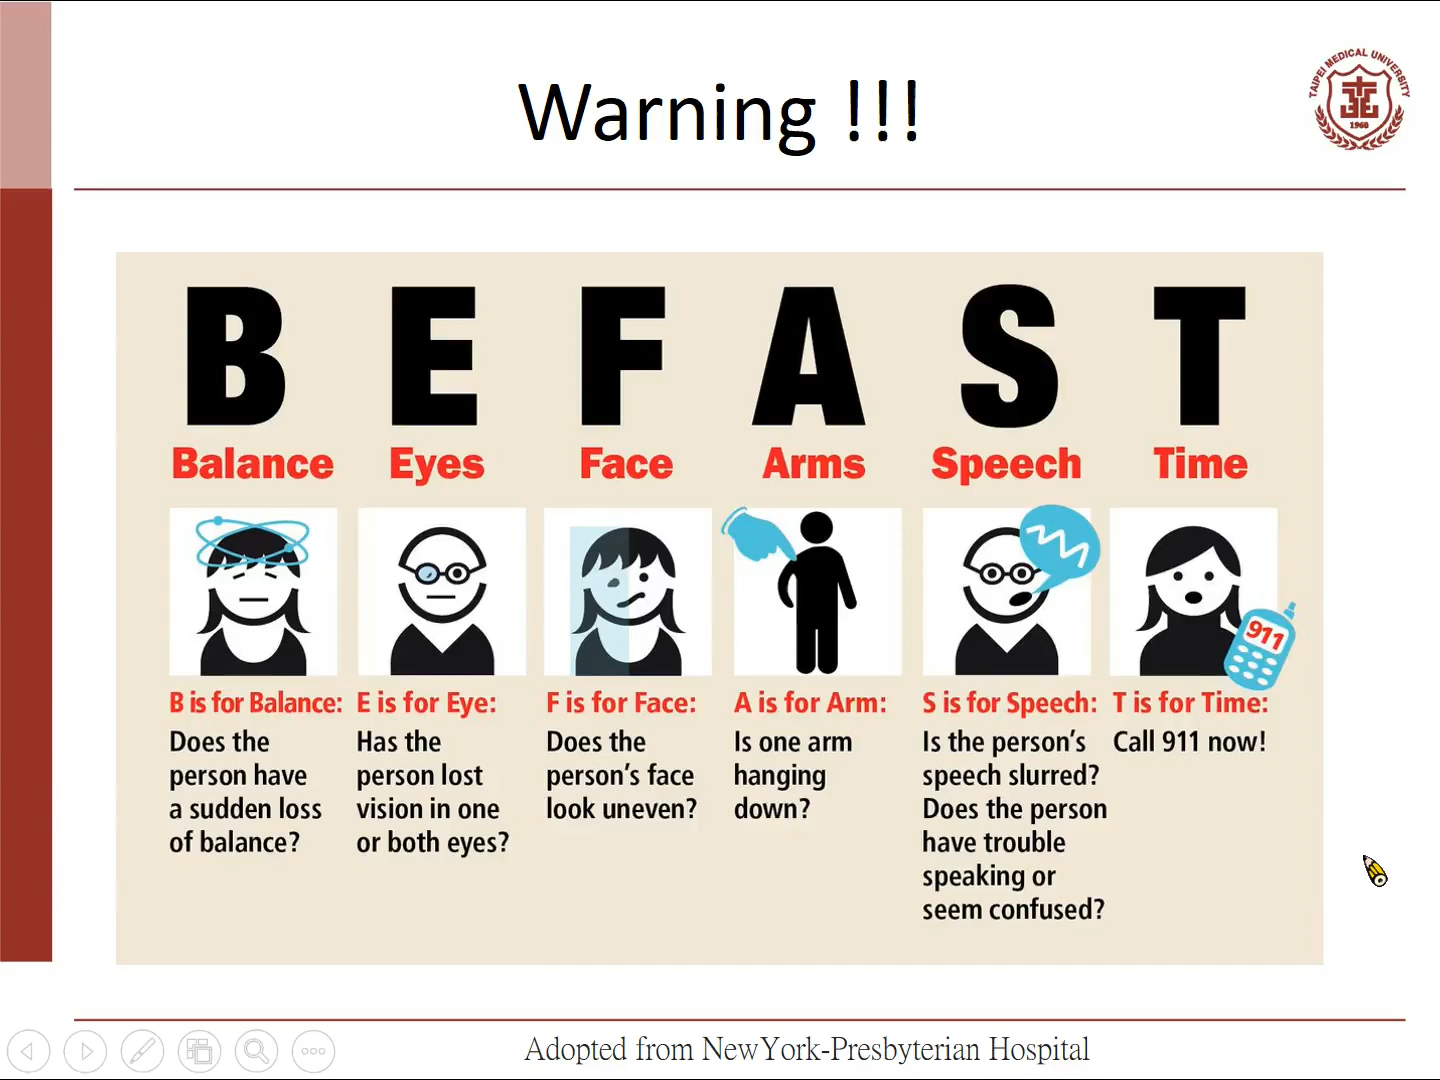 Warning !!!
TAIPEI MEDICAL UNIVERSITY
1960
B E F A S T
Balance Eyes Face Arms Speech Time
911
B is for Balance:
Does the
person have
a sudden loss
of balance?
E is for Eye:
Has the
person lost
vision in one
or both eyes?
F is for Face:
Does the
person's face
look uneven?
A is for Arm:
Is one arm
hanging
down?
S is for Speech:
Is the person's
speech slurred?
Does the person
have trouble
speaking or
seem confused?
T is for Time:
Call 911 now!
Adopted from NewYork-Presbyterian Hospital